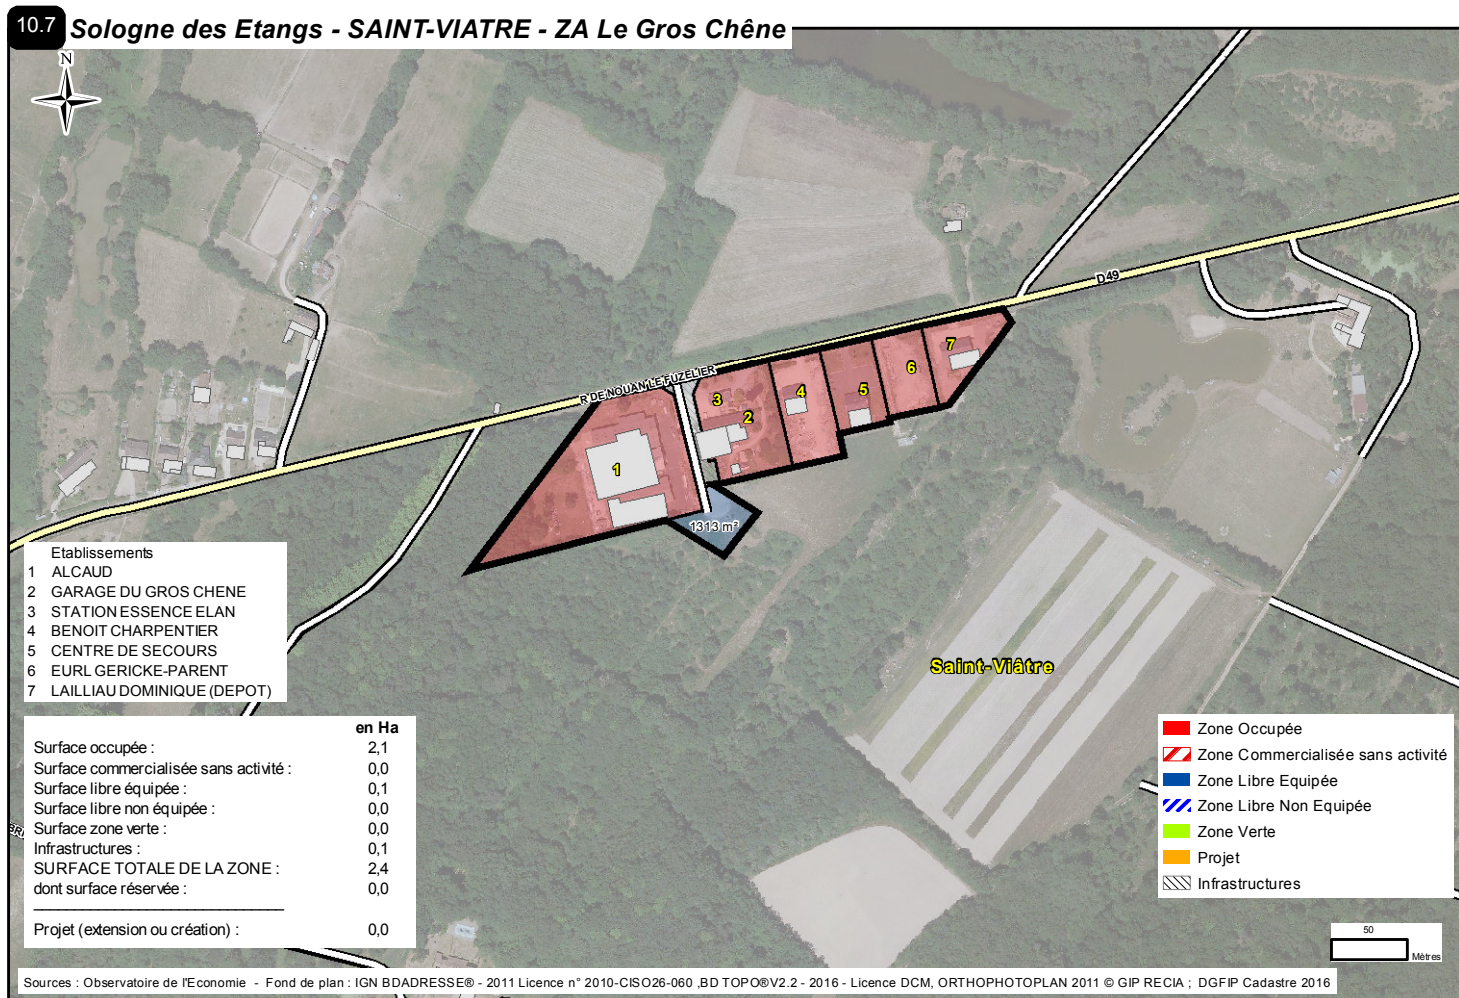 10.7 Sologne des Etangs - SAINT-VIATRE - ZA Le Gros Chêne
N
D 49
R DE NOUAN LE FUZELIER
7
6
5
4
3
2
1
1313 m²
Saint-Viâtre
Etablissements
1 ALCAUD
2 GARAGE DU GROS CHENE
3 STATION ESSENCE ELAN
4 BENOIT CHARPENTIER
5 CENTRE DE SECOURS
6 EURL GERICKE-PARENT
7 LAILLIAU DOMINIQUE (DEPOT)
en Ha
Surface occupée : 2,1
Surface commercialisée sans activité : 0,0
Surface libre équipée : 0,1
Surface libre non équipée : 0,0
Surface zone verte : 0,0
Infrastructures : 0,1
SURFACE TOTALE DE LA ZONE : 2,4
dont surface réservée : 0,0
Projet (extension ou création) : 0,0
Zone Occupée
Zone Commercialisée sans activité
Zone Libre Equipée
Zone Libre Non Equipée
Zone Verte
Projet
Infrastructures
50
Mètres
Sources : Observatoire de l'Economie - Fond de plan : IGN BDADRESSE® - 2011 Licence n° 2010-CISO26-060 ,BD TOPO®V2.2 - 2016 - Licence DCM, ORTHOPHOTOPLAN 2011 © GIP RECIA ; DGFIP Cadastre 2016